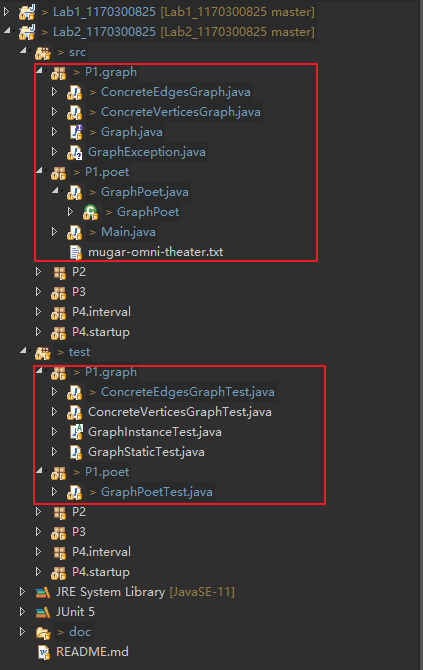 > Lab1_1170300825 [Lab1_1170300825 master]
> Lab2_1170300825 [Lab2_1170300825 master]
> src
> P1.graph
> ConcreteEdgesGraph.java
> ConcreteVerticesGraph.java
> Graph.java
GraphException.java
> P1.poet
> GraphPoet.java
> GraphPoet
> Main.java
mugar-omni-theater.txt
P2
P3
P4.interval
P4.startup
> test
> P1.graph
> ConcreteEdgesGraphTest.java
ConcreteVerticesGraphTest.java
GraphInstanceTest.java
GraphStaticTest.java
> P1.poet
> GraphPoetTest.java
P2
P3
P4.interval
P4.startup
JRE System Library [JavaSE-11]
JUnit 5
> doc
README.md